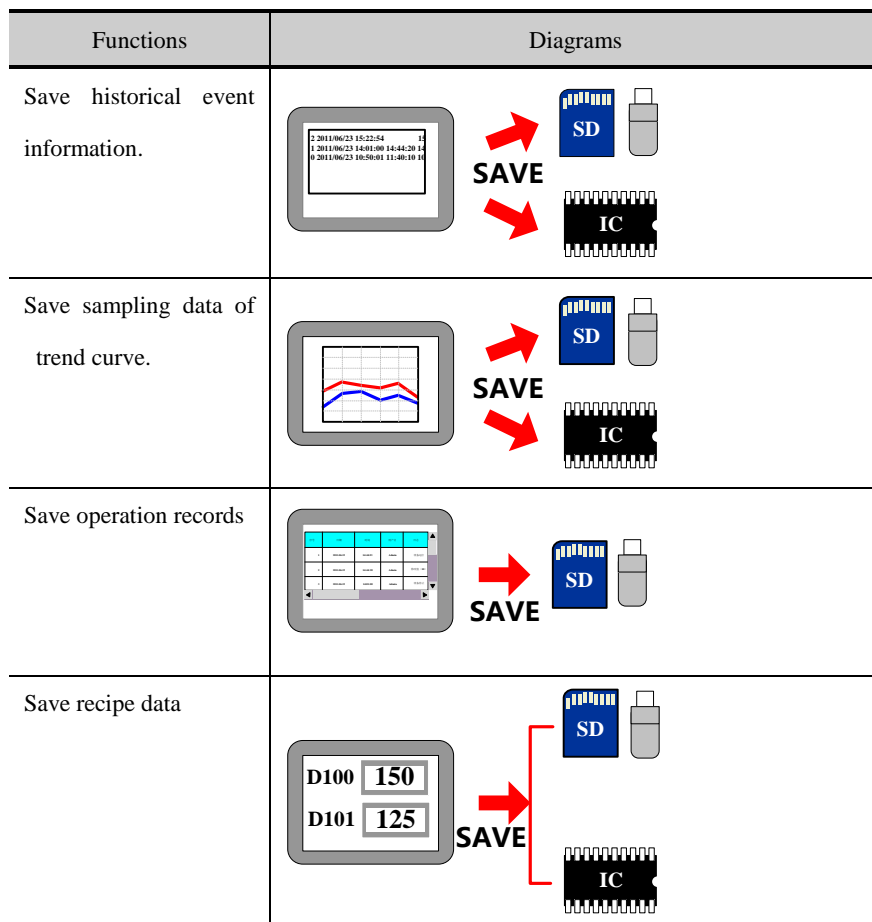 Functions
Diagrams
Save historical event
information.
2 2011/06/23 15:22:54 15
1 2011/06/23 14:01:00 14:44:20 14
0 2011/06/23 10:50:01 11:40:10 10
SAVE
SD
IC
Save sampling data of
trend curve.
SAVE
SD
IC
Save operation records
SAVE
SD
Save recipe data
D100 150
D101 125
SAVE
SD
IC